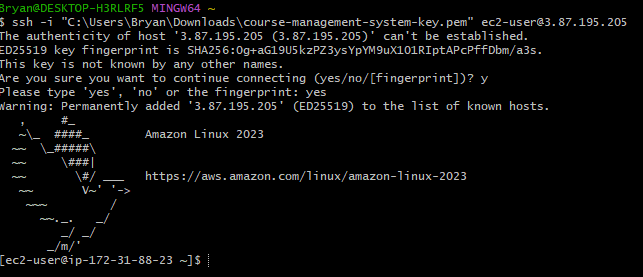 Bryan@DESKTOP-H3RLRF5 MINGW64 ~
$ ssh -i "C:\Users\Bryan\Downloads\course-management-system-key.pem" ec2-user@3.87.195.205
The authenticity of host '3.87.195.205 (3.87.195.205)' can't be established.
ED25519 key fingerprint is SHA256:Og+aG19U5kzPZ3ysYpYM9uX1O1RIptAPcPffDbm/a3s.
This key is not known by any other names.
Are you sure you want to continue connecting (yes/no/[fingerprint])? y
Please type 'yes', 'no' or the fingerprint: yes
Warning: Permanently added '3.87.195.205' (ED25519) to the list of known hosts.
   ,     #_
   ~\_  ####_        Amazon Linux 2023
  ~~  \_#####\
  ~~     \###|
  ~~       \#/ ___   https://aws.amazon.com/linux/amazon-linux-2023
   ~~       V~' '->
    ~~~         /
      ~~._.   _/
         _/ _/
       _/m/'
[ec2-user@ip-172-31-88-23 ~]$